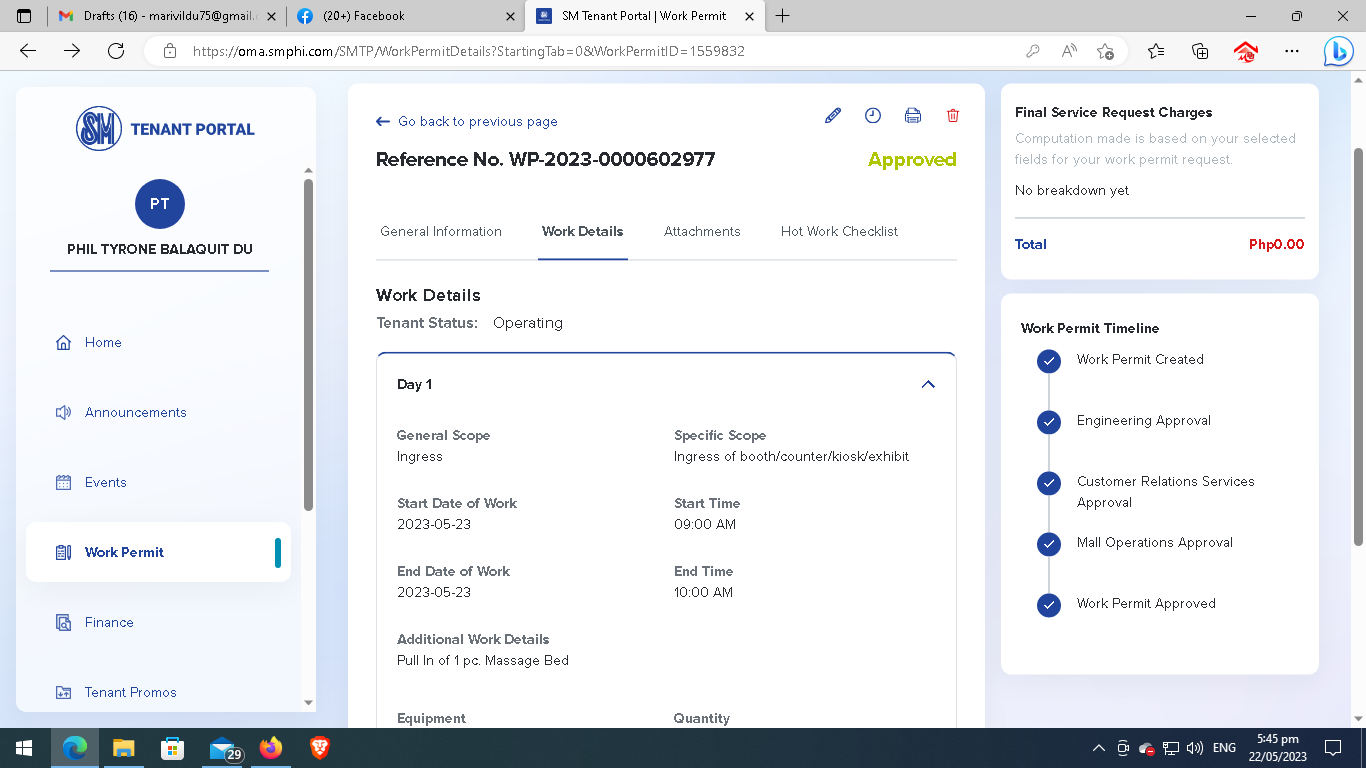 Drafts (16) - marivildu75@gmail.c
(20+) Facebook
SM Tenant Portal | Work Permit
https://oma.smphi.com/SMTP/WorkPermitDetails?StartingTab=0&WorkPermitID=1559832
SM TENANT PORTAL
PT
PHIL TYRONE BALAQUIT DU
Home
Announcements
Events
Work Permit
Finance
Tenant Promos
Go back to previous page
Reference No. WP-2023-0000602977
Approved
General Information
Work Details
Attachments
Hot Work Checklist
Work Details
Tenant Status: Operating
Day 1
General Scope
Ingress
Specific Scope
Ingress of booth/counter/kiosk/exhibit
Start Date of Work
2023-05-23
Start Time
09:00 AM
End Date of Work
2023-05-23
End Time
10:00 AM
Additional Work Details
Pull In of 1 pc. Massage Bed
Equipment
Quantity
Final Service Request Charges
Computation made is based on your selected
fields for your work permit request.
No breakdown yet
Total
Php0.00
Work Permit Timeline
Work Permit Created
Engineering Approval
Customer Relations Services
Approval
Mall Operations Approval
Work Permit Approved
29
ENG
5:45 pm
22/05/2023